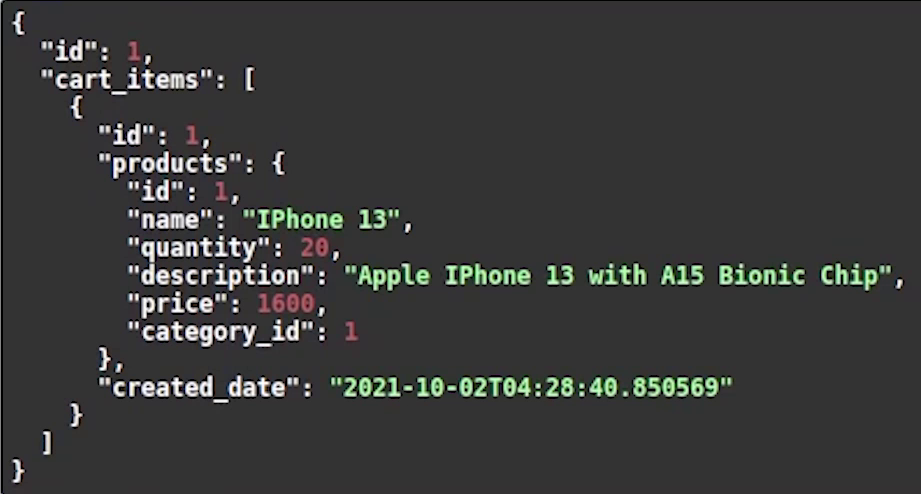 {
  "id": 1,
  "cart_items": [
    {
      "id": 1,
      "products": {
        "id": 1,
        "name": "IPhone 13",
        "quantity": 20,
        "description": "Apple IPhone 13 with A15 Bionic Chip",
        "price": 1600,
        "category_id": 1
      },
      "created_date": "2021-10-02T04:28:40.850569"
    }
  ]
}